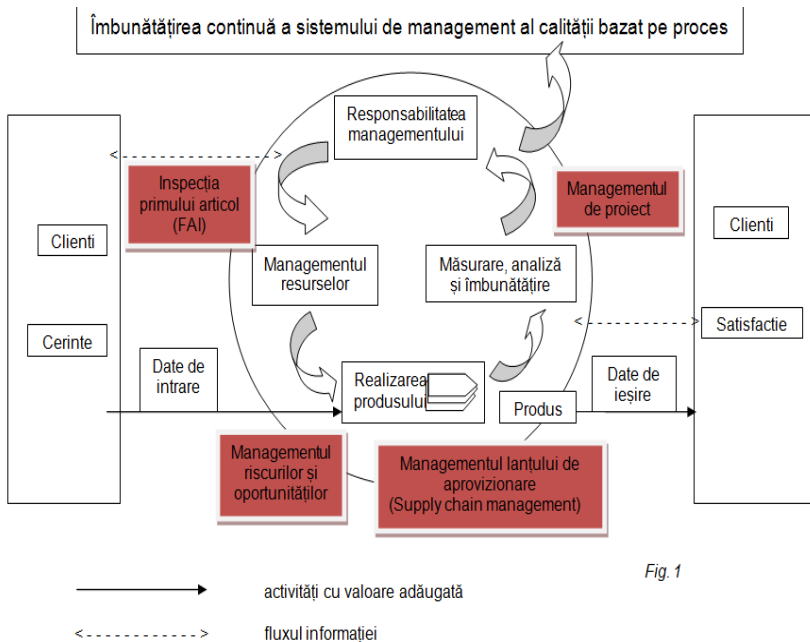 Îmbunătățirea continuă a sistemului de management al calității bazat pe proces
Responsabilitatea
managementului
Inspecția
primului articol
(FAI)
Managementul
de proiect
Clienti
Clienti
Managementul
resurselor
Măsurare, analiză
și îmbunătățire
Cerinte
Satisfactie
Date de
intrare
Realizarea
produsului
Produs
Date de
ieșire
Managementul
riscurilor și
oportunităților
Managementul lanțului de
aprovizionare
(Supply chain management)
Fig. 1
activități cu valoare adăugată
fluxul informației